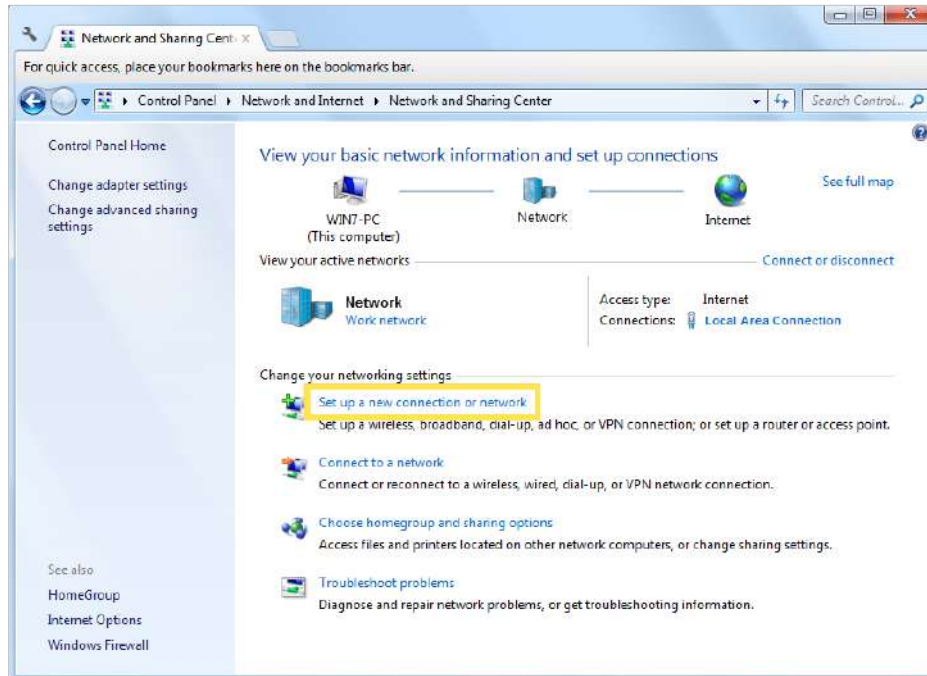 Network and Sharing Cent
For quick access, place your bookmarks here on the bookmarks bar.
Control Panel Network and Internet Network and Sharing Center
Search Control...
Control Panel Home
Change adapter settings
Change advanced sharing
settings
View your basic network information and set up connections
See full map
WIN7-PC
(This computer)
Network
Internet
View your active networks
Connect or disconnect
Network
Work network
Access type: Internet
Connections: Local Area Connection
Change your networking settings
Set up a new connection or network
Set up a wireless, broadband, dial-up, ad hoc, or VPN connection; or set up a router or access point.
Connect to a network
Connect or reconnect to a wireless, wired, dial-up, or VPN network connection.
Choose homegroup and sharing options
Access files and printers located on other network computers, or change sharing settings.
Troubleshoot problems
Diagnose and repair network problems, or get troubleshooting information.
See also
HomeGroup
Internet Options
Windows Firewall